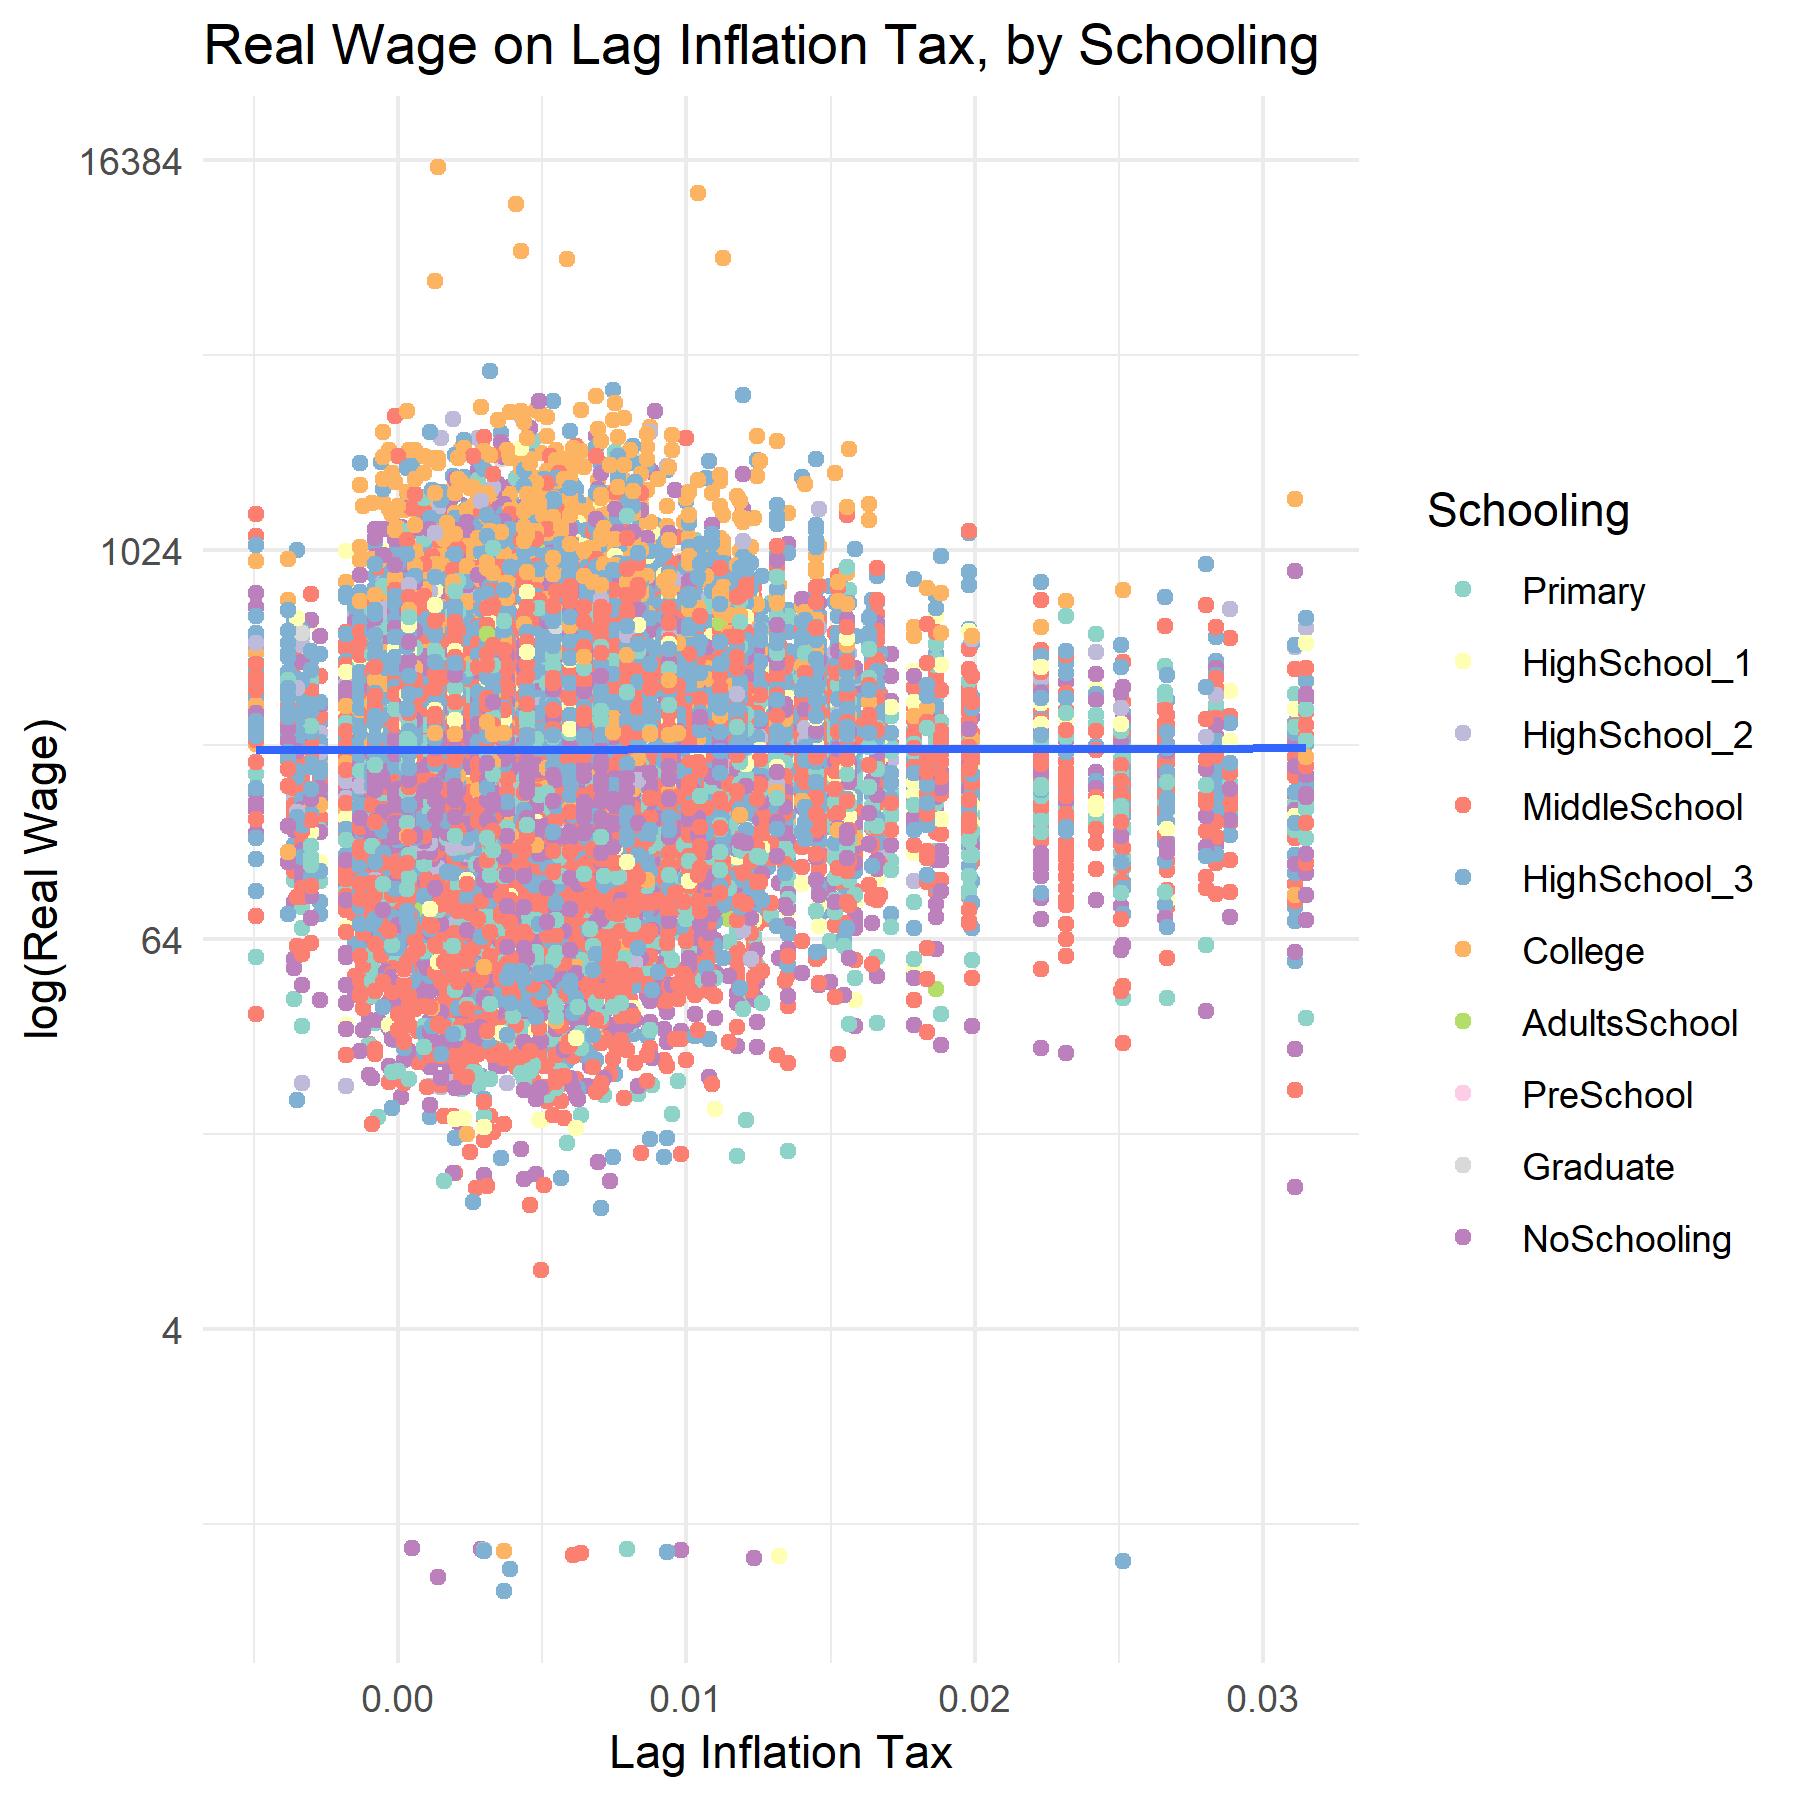 Real Wage on Lag Inflation Tax, by Schooling
log(Real Wage)
16384
1024
64
4
0.00
0.01
0.02
0.03
Lag Inflation Tax
Schooling
Primary
HighSchool_1
HighSchool_2
MiddleSchool
HighSchool_3
College
AdultsSchool
PreSchool
Graduate
NoSchooling